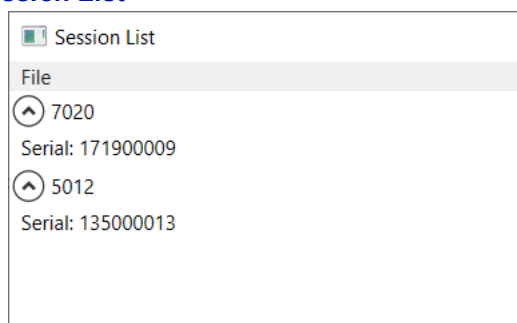 Session List
File
7020
Serial: 171900009
5012
Serial: 135000013